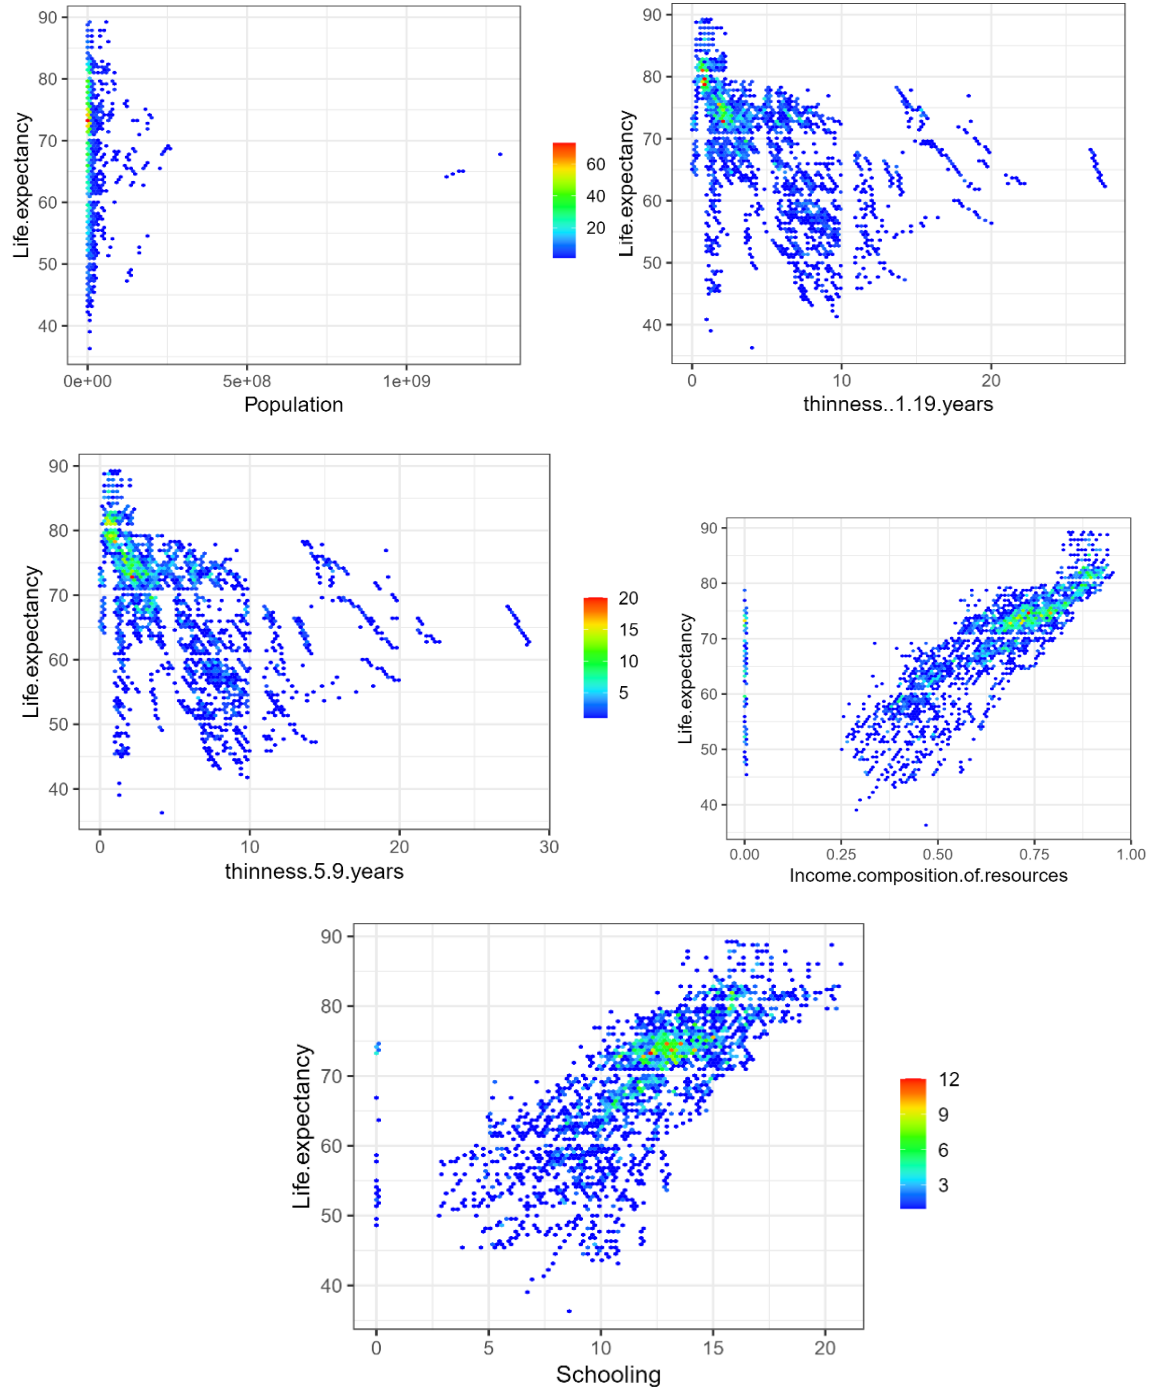 90
80
70
60
50
40
Life.expectancy
0e+00 5e+08 1e+09
Population
60
40
20
90
80
70
60
50
40
Life.expectancy
0 10 20
thinness..1.19.years
90
80
70
60
50
40
Life.expectancy
0 10 20 30
thinness.5.9.years
20
15
10
5
90
80
70
60
50
40
Life.expectancy
0.00 0.25 0.50 0.75 1.00
Income.composition.of.resources
90
80
70
60
50
40
Life.expectancy
0 5 10 15 20
Schooling
12
9
6
3